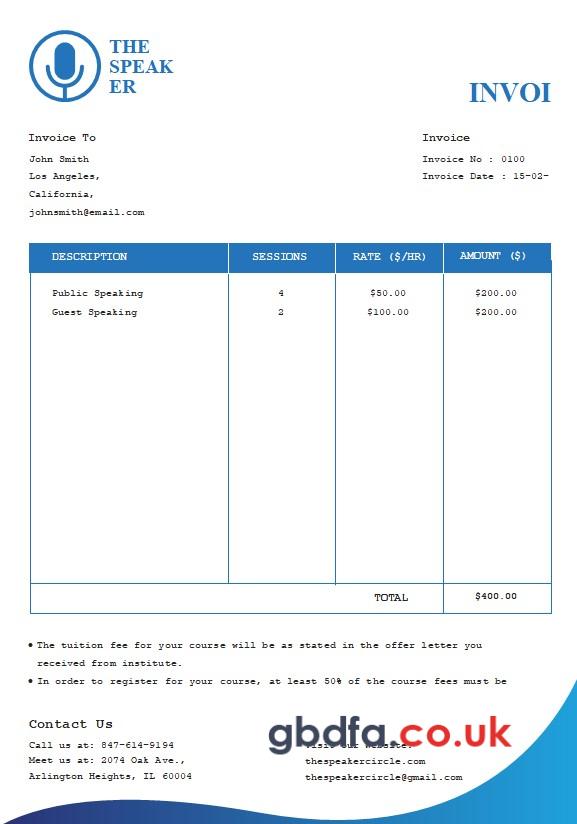 THE
SPEAK
ER
INVOI
Invoice To
John Smith
Los Angeles,
California,
johnsmith@email.com
Invoice
Invoice No : 0100
Invoice Date : 15-02-
DESCRIPTION SESSIONS RATE ($/HR) AMOUNT ($)
Public Speaking 4 $50.00 $200.00
Guest Speaking 2 $100.00 $200.00
TOTAL $400.00
• The tuition fee for your course will be as stated in the offer letter you
received from institute.
• In order to register for your course, at least 50% of the course fees must be
Contact Us
Call us at: 847-614-9194
Meet us at: 2074 Oak Ave.,
Arlington Heights, IL 60004
gbdfa.co.uk
Visit our website:
thespeakercircle.com
thespeakercircle@gmail.com